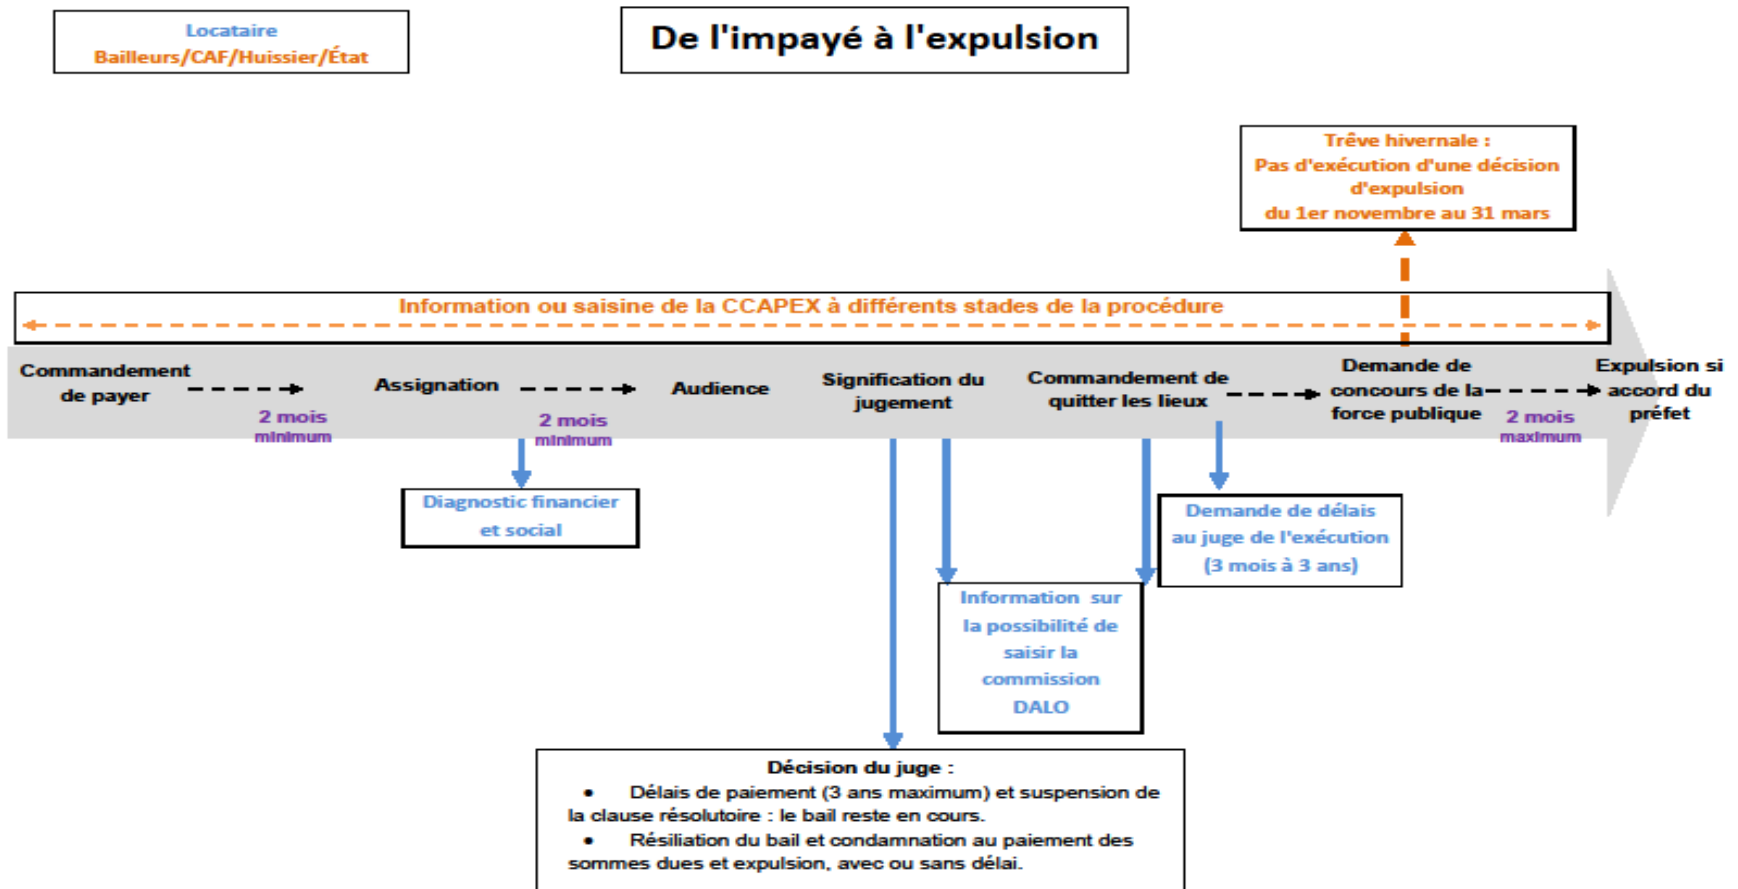 Locataire
Bailleurs/CAF/Huissier/État
De l'impayé à l'expulsion
Trêve hivernale :
Pas d'exécution d'une décision
d'expulsion
du 1er novembre au 31 mars
Information ou saisine de la CCAPEX à différents stades de la procédure
Commandement
de payer
2 mois
minimum
Assignation
2 mois
minimum
Audience
Signification du
jugement
Commandement de
quitter les lieux
Demande de
concours de la
force publique
2 mois
maximum
Expulsion si
accord du
préfet
Diagnostic financier
et social
Demande de délais
au juge de l'exécution
(3 mois à 3 ans)
Information sur
la possibilité de
saisir la
commission
DALO
Décision du juge :
• Délais de paiement (3 ans maximum) et suspension de
la clause résolutoire : le bail reste en cours.
• Résiliation du bail et condamnation au paiement des
sommes dues et expulsion, avec ou sans délai.